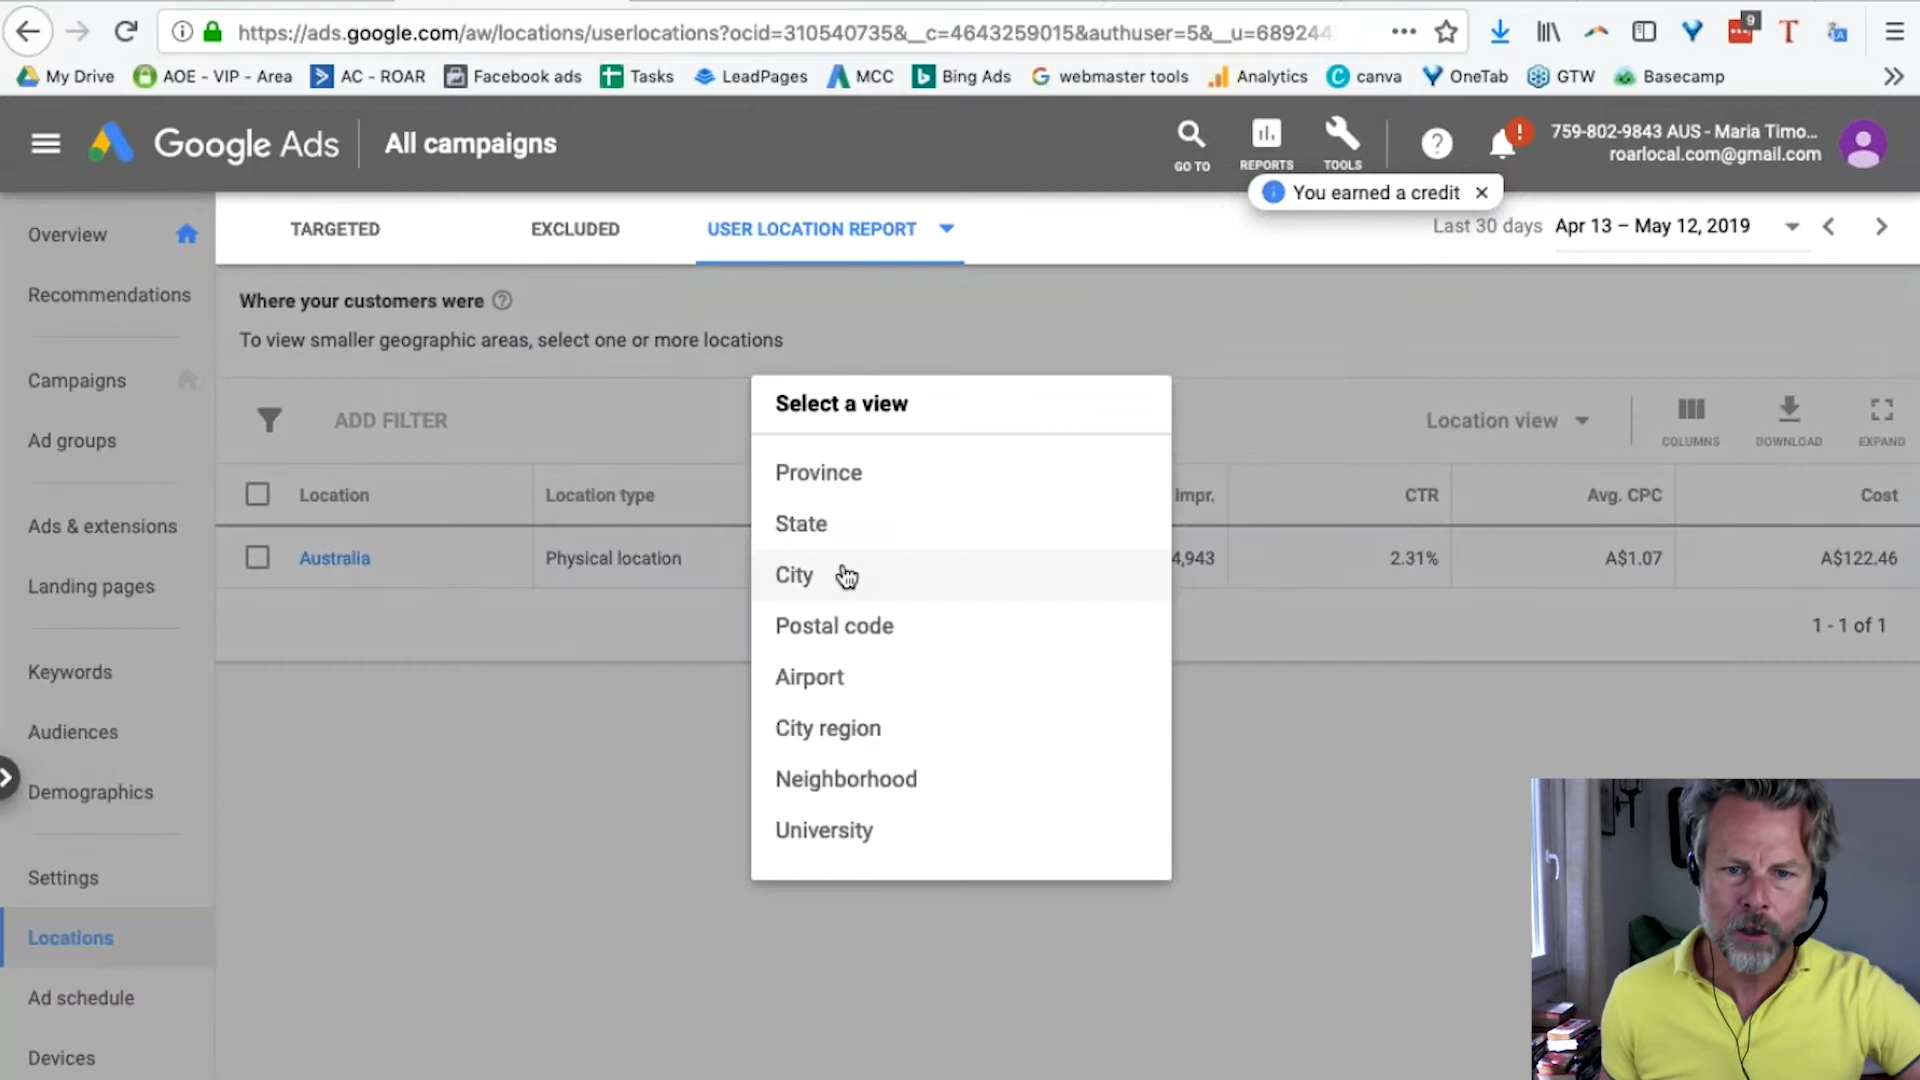 https://ads.google.com/aw/locations/userlocations?ocid=310540735&__c=4643259015&authuser=5&__u=689244
9
T
My Drive
AOE - VIP - Area
AC - ROAR
Facebook ads
Tasks
LeadPages
MCC
Bing Ads
webmaster tools
Analytics
canva
OneTab
GTW
Basecamp
Google Ads
All campaigns
GO TO
REPORTS
TOOLS
759-802-9843 AUS - Maria Timo...
roarlocal.com@gmail.com
You earned a credit
Overview
Recommendations
Campaigns
Ad groups
Ads & extensions
Landing pages
Keywords
Audiences
Demographics
Settings
Locations
Ad schedule
Devices
TARGETED
EXCLUDED
USER LOCATION REPORT
Last 30 days
Apr 13 – May 12, 2019
Where your customers were
To view smaller geographic areas, select one or more locations
ADD FILTER
Location view
COLUMNS
DOWNLOAD
EXPAND
Location
Location type
Impr.
CTR
Avg. CPC
Cost
Australia
Physical location
4,943
2.31%
A$1.07
A$122.46
1 - 1 of 1
Select a view
Province
State
City
Postal code
Airport
City region
Neighborhood
University